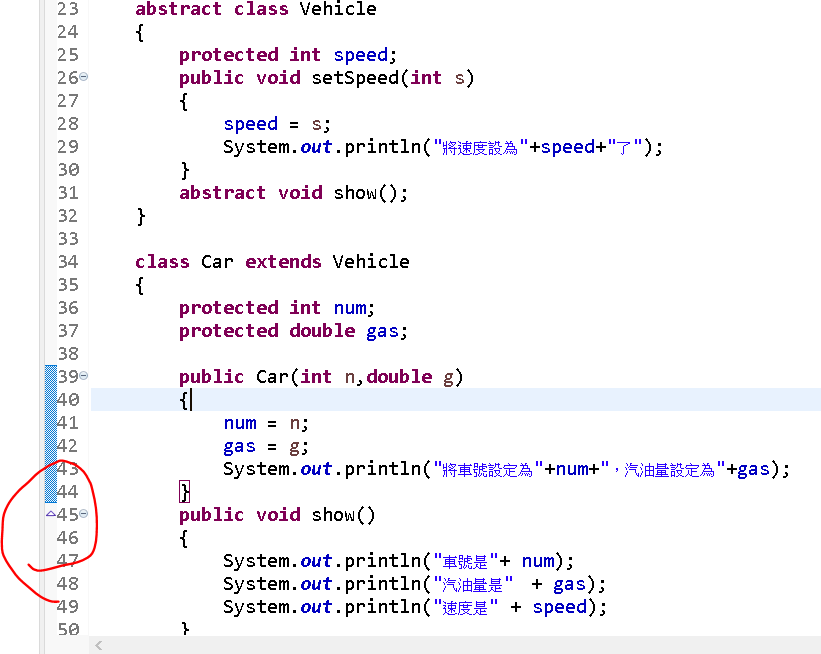 23 abstract class Vehicle
24 {
25 protected int speed;
26 public void setSpeed(int s)
27 {
28 speed = s;
29 System.out.println("將速度設為"+speed+"了");
30 }
31 abstract void show();
32 }
33
34 class Car extends Vehicle
35 {
36 protected int num;
37 protected double gas;
38
39 public Car(int n,double g)
40 {
41 num = n;
42 gas = g;
43 System.out.println("將車號設定為"+num+"，汽油量設定為"+gas);
44 }
45 public void show()
46 {
47 System.out.println("車號是"+ num);
48 System.out.println("汽油量是" + gas);
49 System.out.println("速度是" + speed);
50 }